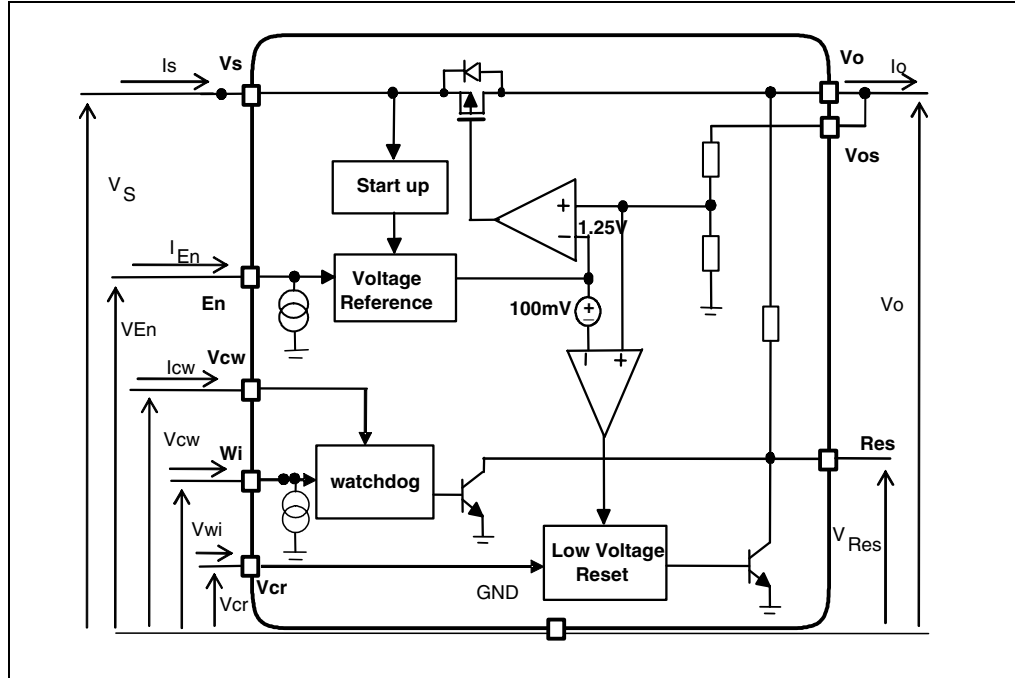 Is
Vs
Vo
Io
Vos
VS
Start up
+
1.25V
−
IEn
En
Voltage
Reference
100mV
+
−
Vo
VEn
Vcw
Icw
− +
Vcw
Wi
watchdog
Res
Vwi
Low Voltage
Reset
VRes
Vcr
GND
Vcr